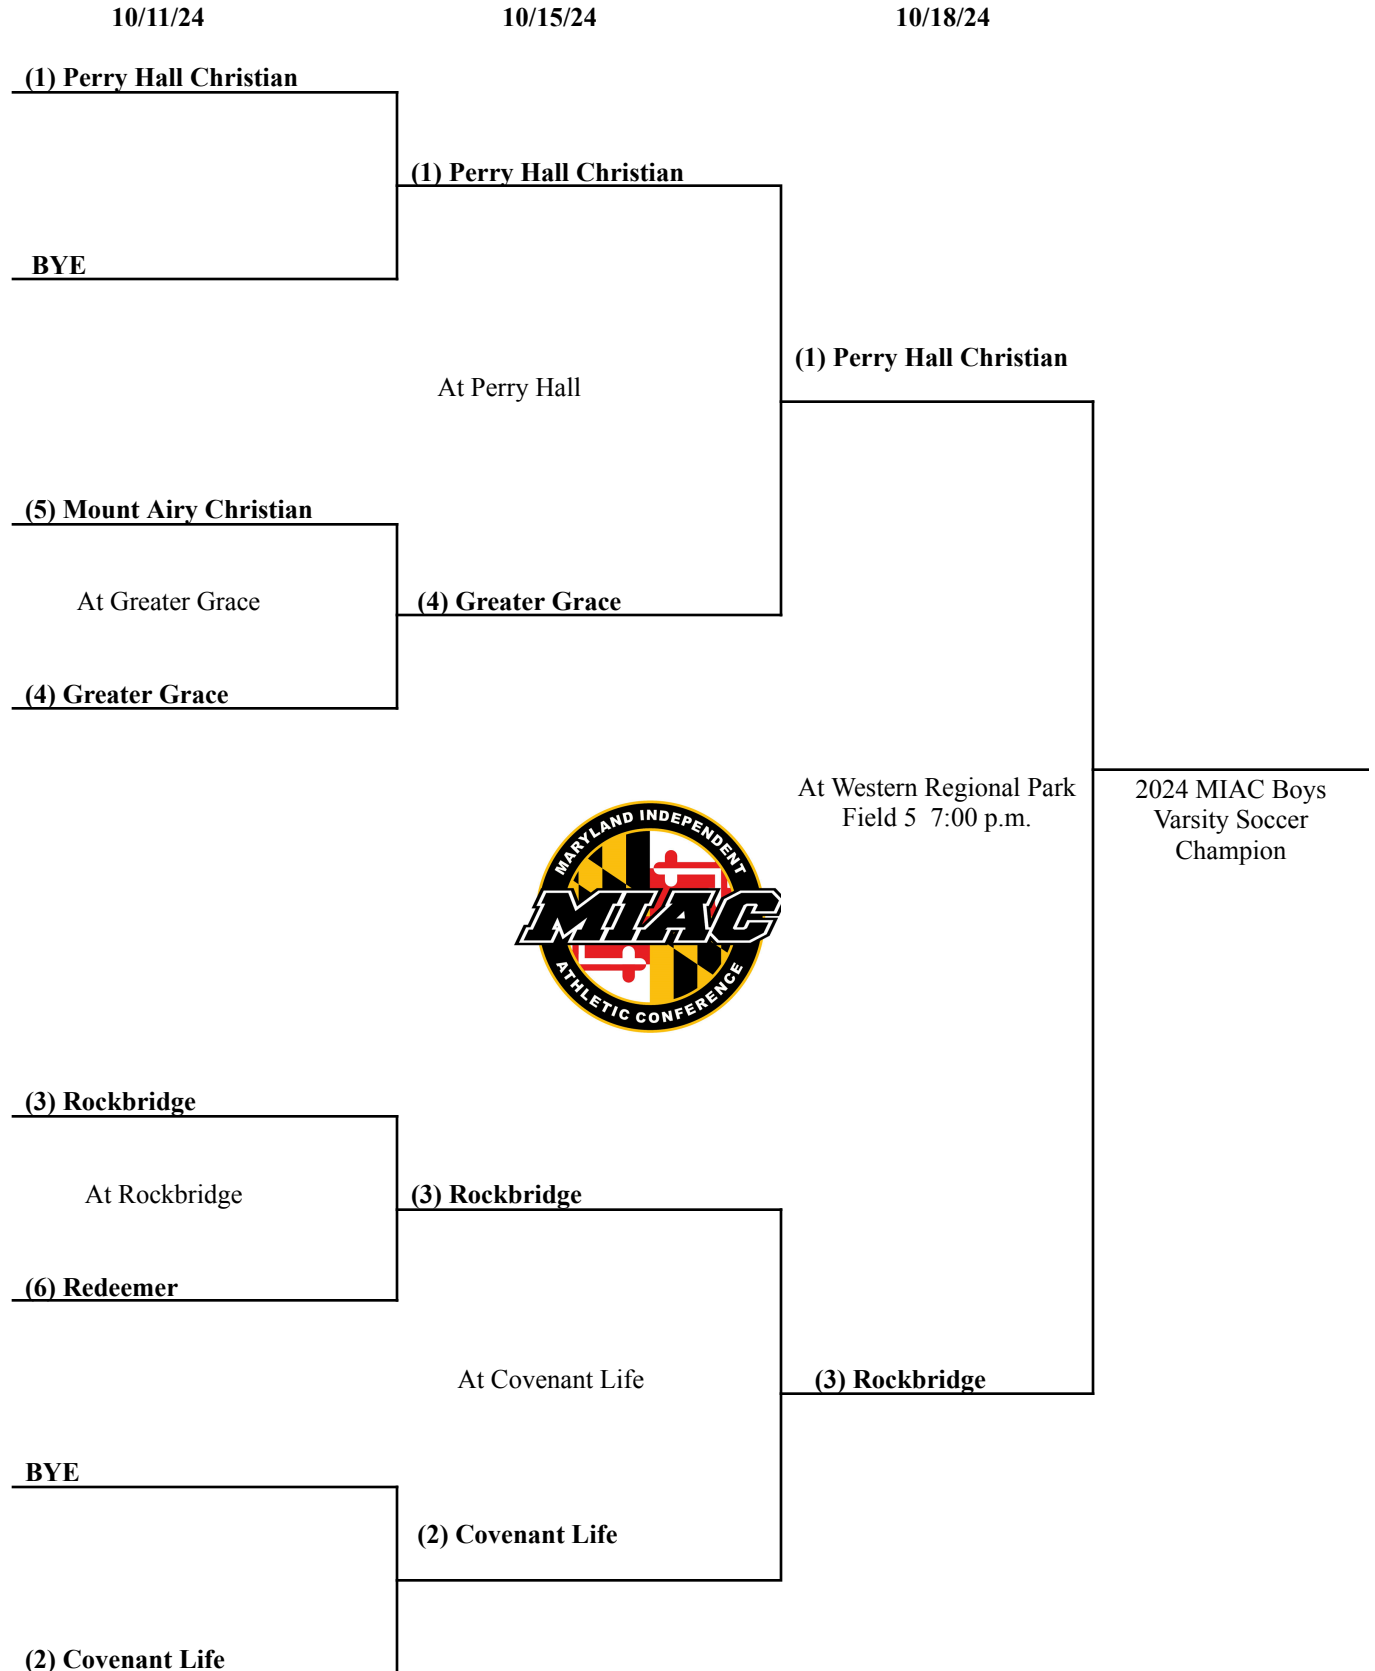 10/11/24 10/15/24 10/18/24
(1) Perry Hall Christian
(1) Perry Hall Christian
BYE
(1) Perry Hall Christian
At Perry Hall
(5) Mount Airy Christian
At Greater Grace
(4) Greater Grace
(4) Greater Grace
At Western Regional Park
Field 5 7:00 p.m.
2024 MIAC Boys
Varsity Soccer
Champion
MARYLAND INDEPENDENT
MIAC
ATHLETIC CONFERENCE
(3) Rockbridge
At Rockbridge
(3) Rockbridge
(6) Redeemer
At Covenant Life
(3) Rockbridge
BYE
(2) Covenant Life
(2) Covenant Life